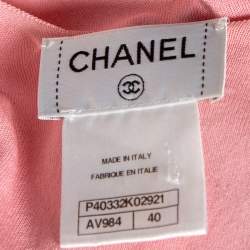 CHANEL
MADE IN ITALY
FABRIQUE EN ITALIE
P40332K02921
AV984 40